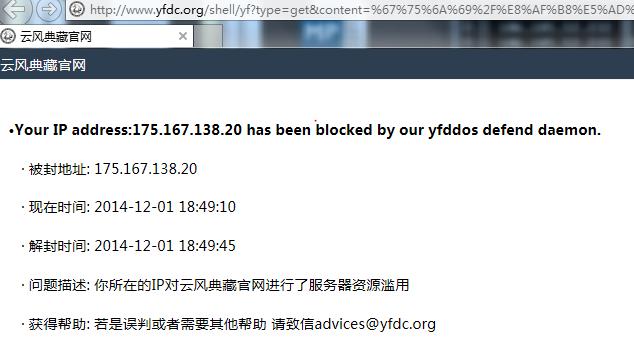 http://www.yfdc.org/shell/yf?type=get&content=%67%75%6A%69%2F%E8%AF%B8%E5%AD%
云风典藏官网
云风典藏官网
•Your IP address:175.167.138.20 has been blocked by our yfddos defend daemon.
· 被封地址: 175.167.138.20
· 现在时间: 2014-12-01 18:49:10
· 解封时间: 2014-12-01 18:49:45
· 问题描述: 你所在的IP对云风典藏官网进行了服务器资源滥用
· 获得帮助: 若是误判或者需要其他帮助 请致信advices@yfdc.org